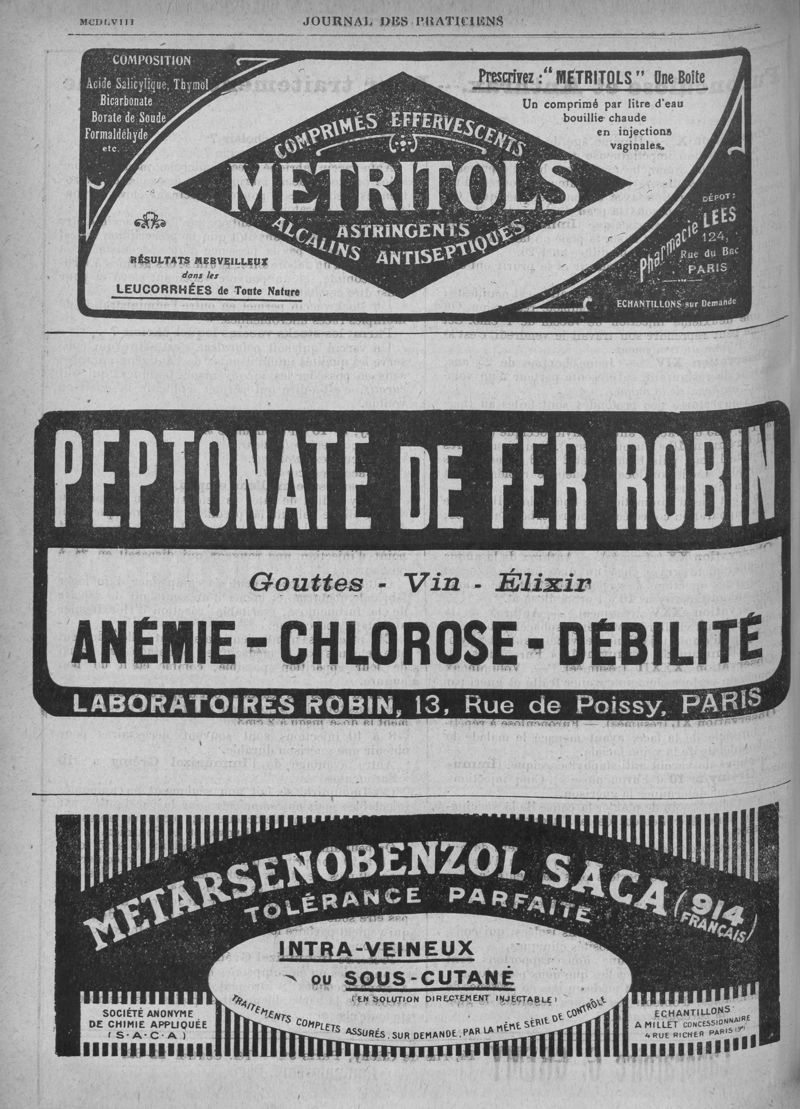 MCDLVIII
JOURNAL DES PRATICIENS
COMPOSITION
Acide Salicylique, Thymol
Bicarbonate
Borate de Soude
Formaldéhyde
etc.
Prescrivez : "METRITOLS" Une Boîte
Un comprimé par litre d'eau
bouillie chaude
en injections
vaginales.
COMPRIMÉS EFFERVESCENTS
METRITOLS
ASTRINGENTS
ALCALINS ANTISEPTIQUES
RÉSULTATS MERVEILLEUX
dans les
LEUCORRHÉES de Toute Nature
DÉPOT :
Pharmacie LEES
124,
Rue du Bac
PARIS
ECHANTILLONS sur Demande
PEPTONATE DE FER ROBIN
Gouttes - Vin - Élixir
ANÉMIE - CHLOROSE - DÉBILITÉ
LABORATOIRES ROBIN, 13, Rue de Poissy, PARIS
METARSENOBENZOL SACA (914 FRANÇAIS)
TOLÉRANCE PARFAITE
INTRA-VEINEUX
OU SOUS-CUTANÉ
(EN SOLUTION DIRECTEMENT INJECTABLE)
TRAITEMENTS COMPLETS ASSURÉS, SUR DEMANDE, PAR LA MÊME SÉRIE DE CONTRÔLE
SOCIÉTÉ ANONYME
DE CHIMIE APPLIQUÉE
(S.A.C.A)
ECHANTILLONS:
A MILLET CONCESSIONNAIRE
4 RUE RICHER PARIS